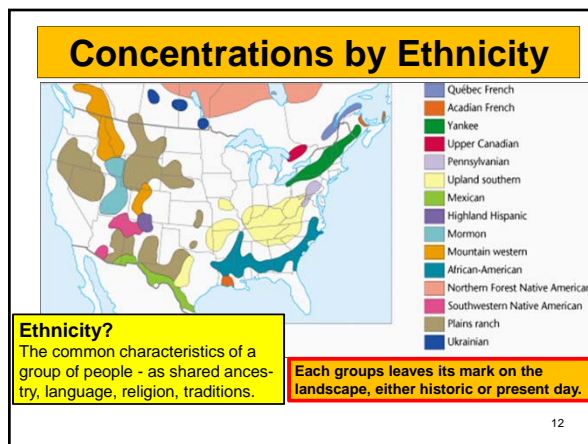 Concentrations by Ethnicity
Québec French
Acadian French
Yankee
Upper Canadian
Pennsylvanian
Upland southern
Mexican
Highland Hispanic
Mormon
Mountain western
African-American
Northern Forest Native American
Southwestern Native American
Plains ranch
Ukrainian
Ethnicity?
The common characteristics of a
group of people - as shared ances-
try, language, religion, traditions.
Each groups leaves its mark on the
landscape, either historic or present day.
12